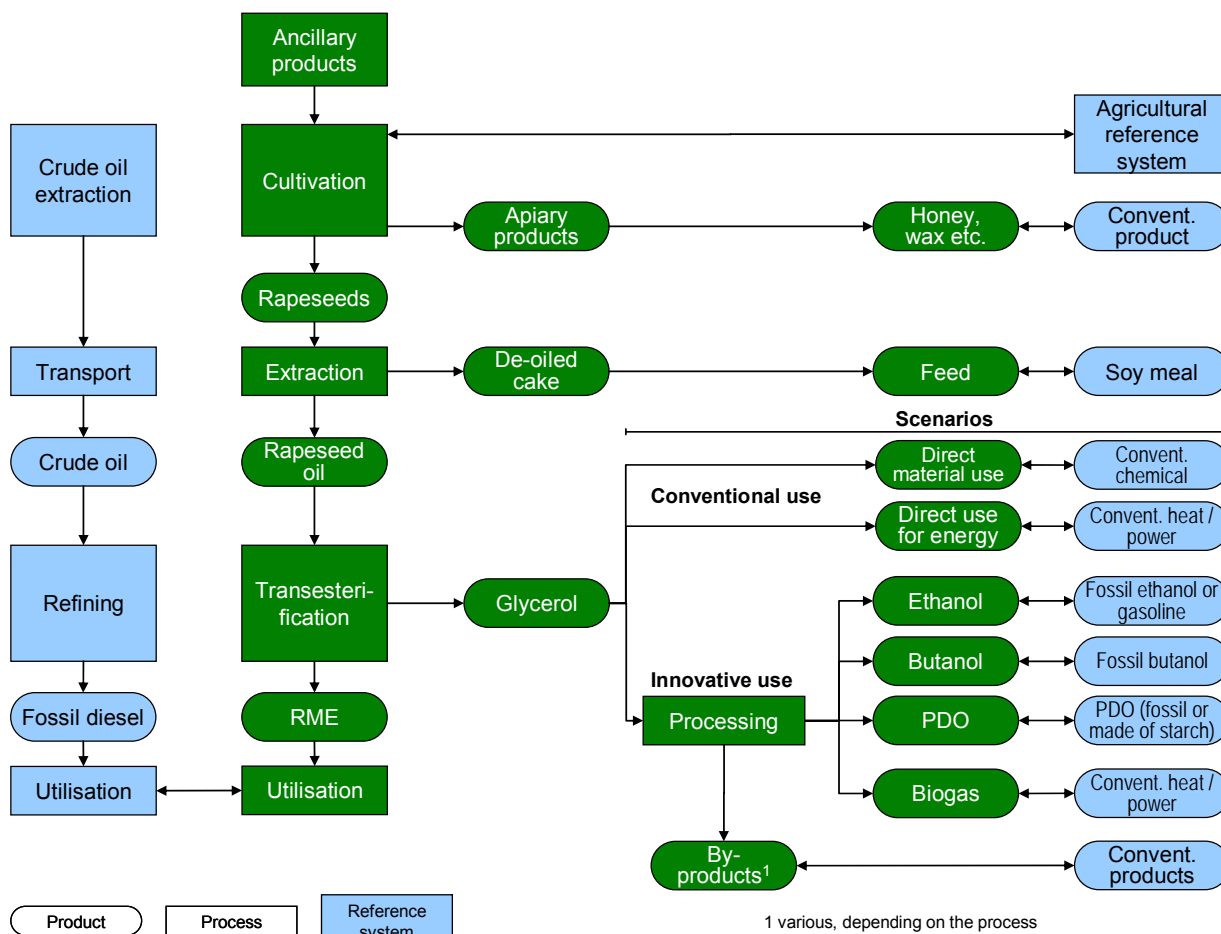 Ancillary
products
Agricultural
reference
system
Crude oil
extraction
Cultivation
Apiary
products
Honey,
wax etc.
Convent.
product
Rapeseeds
Transport
Extraction
De-oiled
cake
Feed
Soy meal
Scenarios
Crude oil
Rapeseed
oil
Direct
material use
Convent.
chemical
Conventional use
Direct use
for energy
Convent. heat /
power
Refining
Transesteri-
fication
Glycerol
Ethanol
Fossil ethanol or
gasoline
Butanol
Fossil butanol
Innovative use
Fossil diesel
RME
Processing
PDO
PDO (fossil or
made of starch)
Utilisation
Utilisation
Biogas
Convent. heat /
power
By-
products1
Convent.
products
Product
Process
Reference
system
1 various, depending on the process